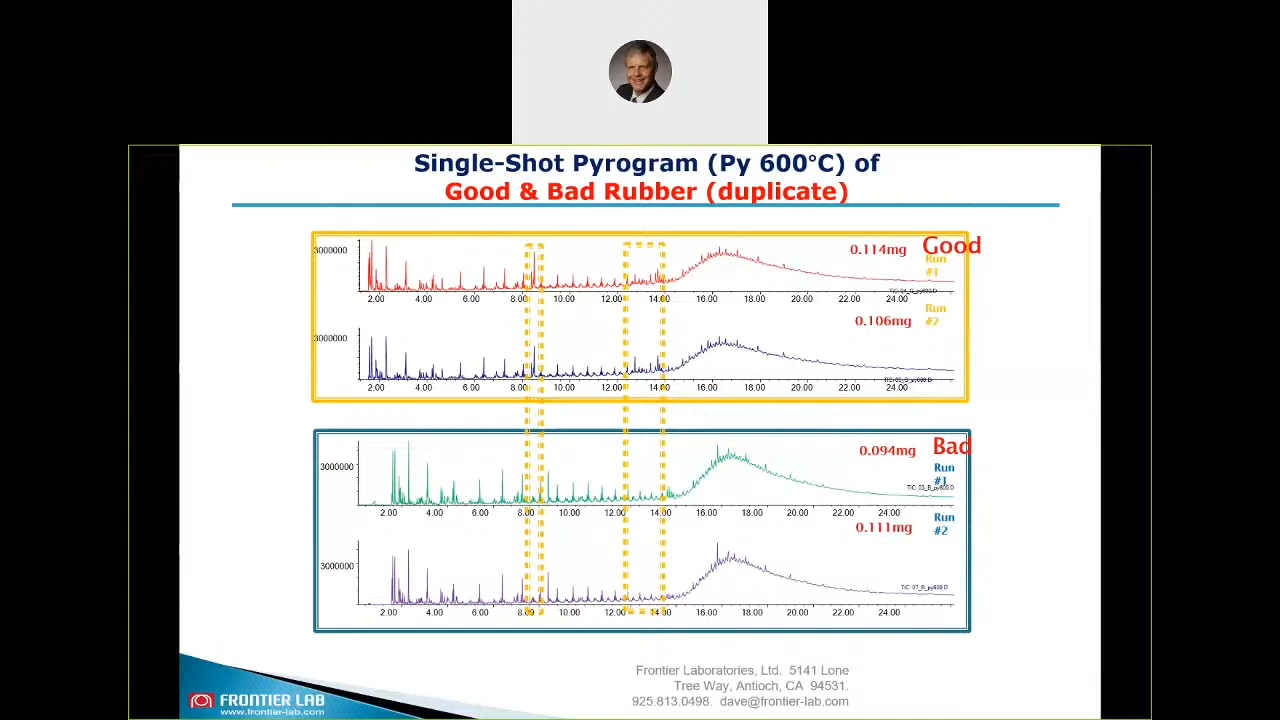 Single-Shot Pyrogram (Py 600°C) of
Good & Bad Rubber (duplicate)
3000000
0.114mg
Good
Run
#1
2.00 4.00 6.00 8.00 10.00 12.00 14.00 16.00 18.00 20.00 22.00 24.00
3000000
0.106mg
Run
#2
2.00 4.00 6.00 8.00 10.00 12.00 14.00 16.00 18.00 20.00 22.00 24.00
3000000
0.094mg
Bad
Run
#1
TIC: 03_B_py600.D
2.00 4.00 6.00 8.00 10.00 12.00 14.00 16.00 18.00 20.00 22.00 24.00
3000000
0.111mg
Run
#2
TIC: 07_B_py600.D
2.00 4.00 6.00 8.00 10.00 12.00 14.00 16.00 18.00 20.00 22.00 24.00
Frontier Laboratories, Ltd. 5141 Lone
Tree Way, Antioch, CA 94531.
925.813.0498. dave@frontier-lab.com
FRONTIER LAB
www.frontier-lab.com